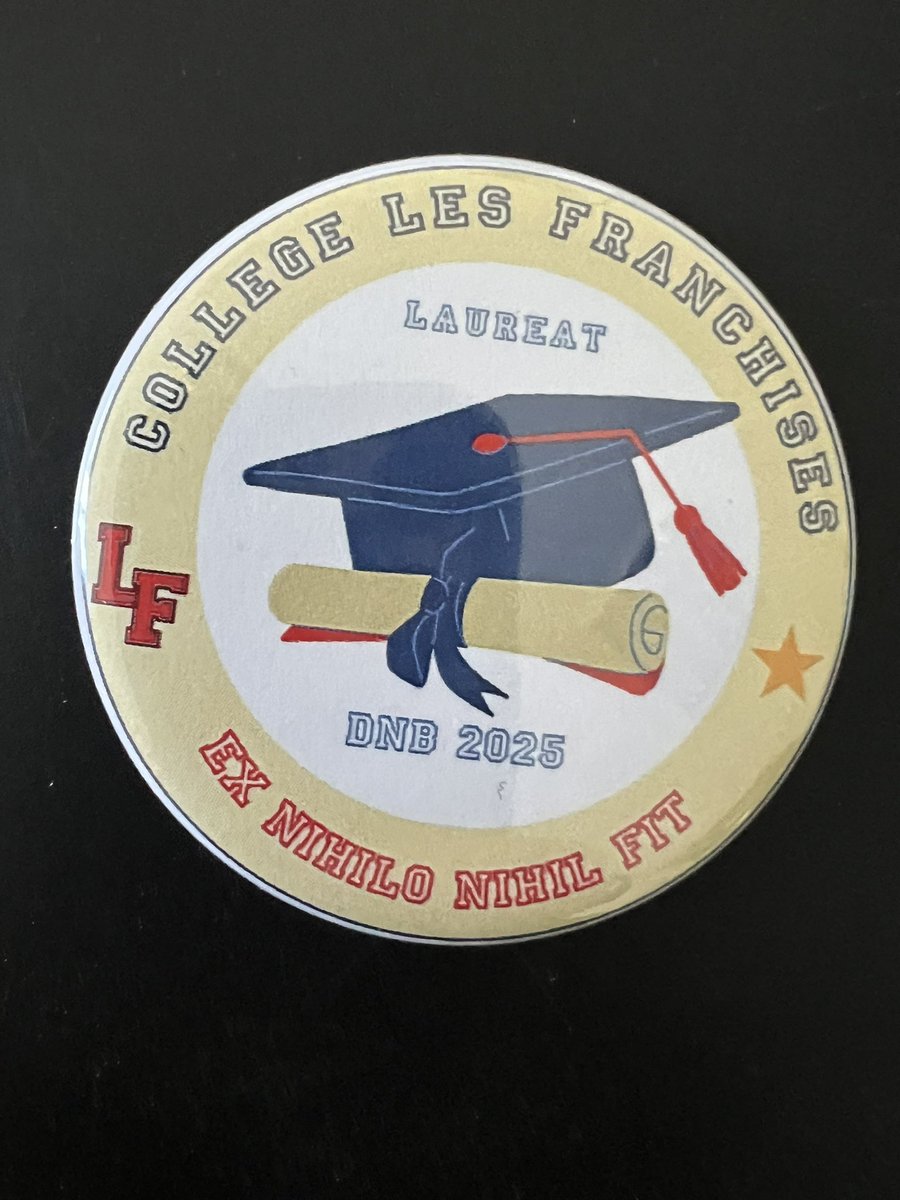 COLLEGE LES FRANCHISES
LAUREAT
LF
DNB 2025
EX NIHILO NIHIL FIT